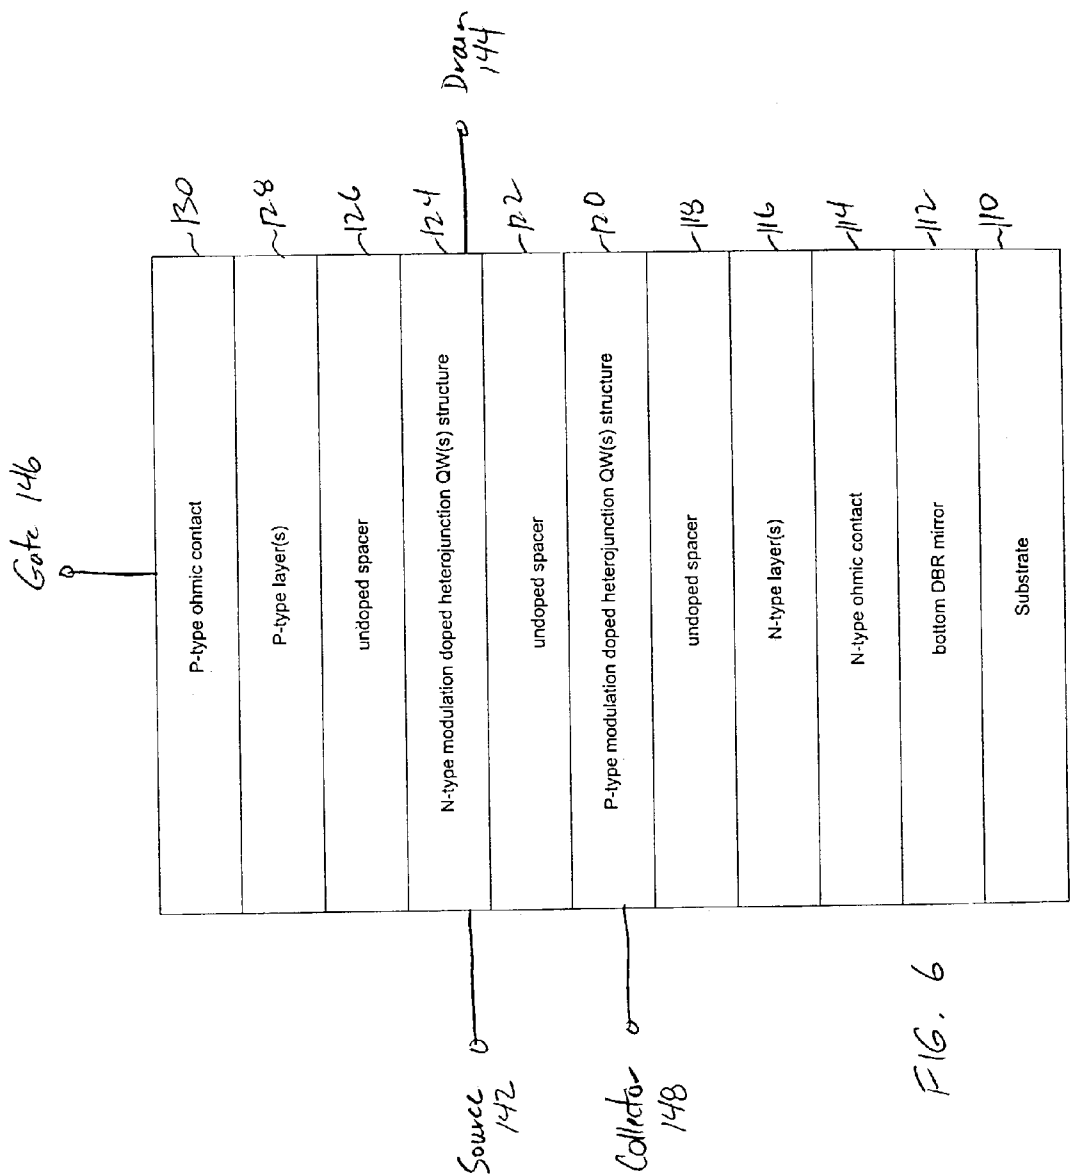 Gate 146
P-type ohmic contact
~130
P-type layer(s)
~128
undoped spacer
~126
N-type modulation doped heterojunction QW(s) structure
~124
Source
142
Drain
144
undoped spacer
~122
P-type modulation doped heterojunction QW(s) structure
~120
Collector
148
undoped spacer
~118
N-type layer(s)
~116
N-type ohmic contact
~114
bottom DBR mirror
~112
Substrate
~110
FIG. 6